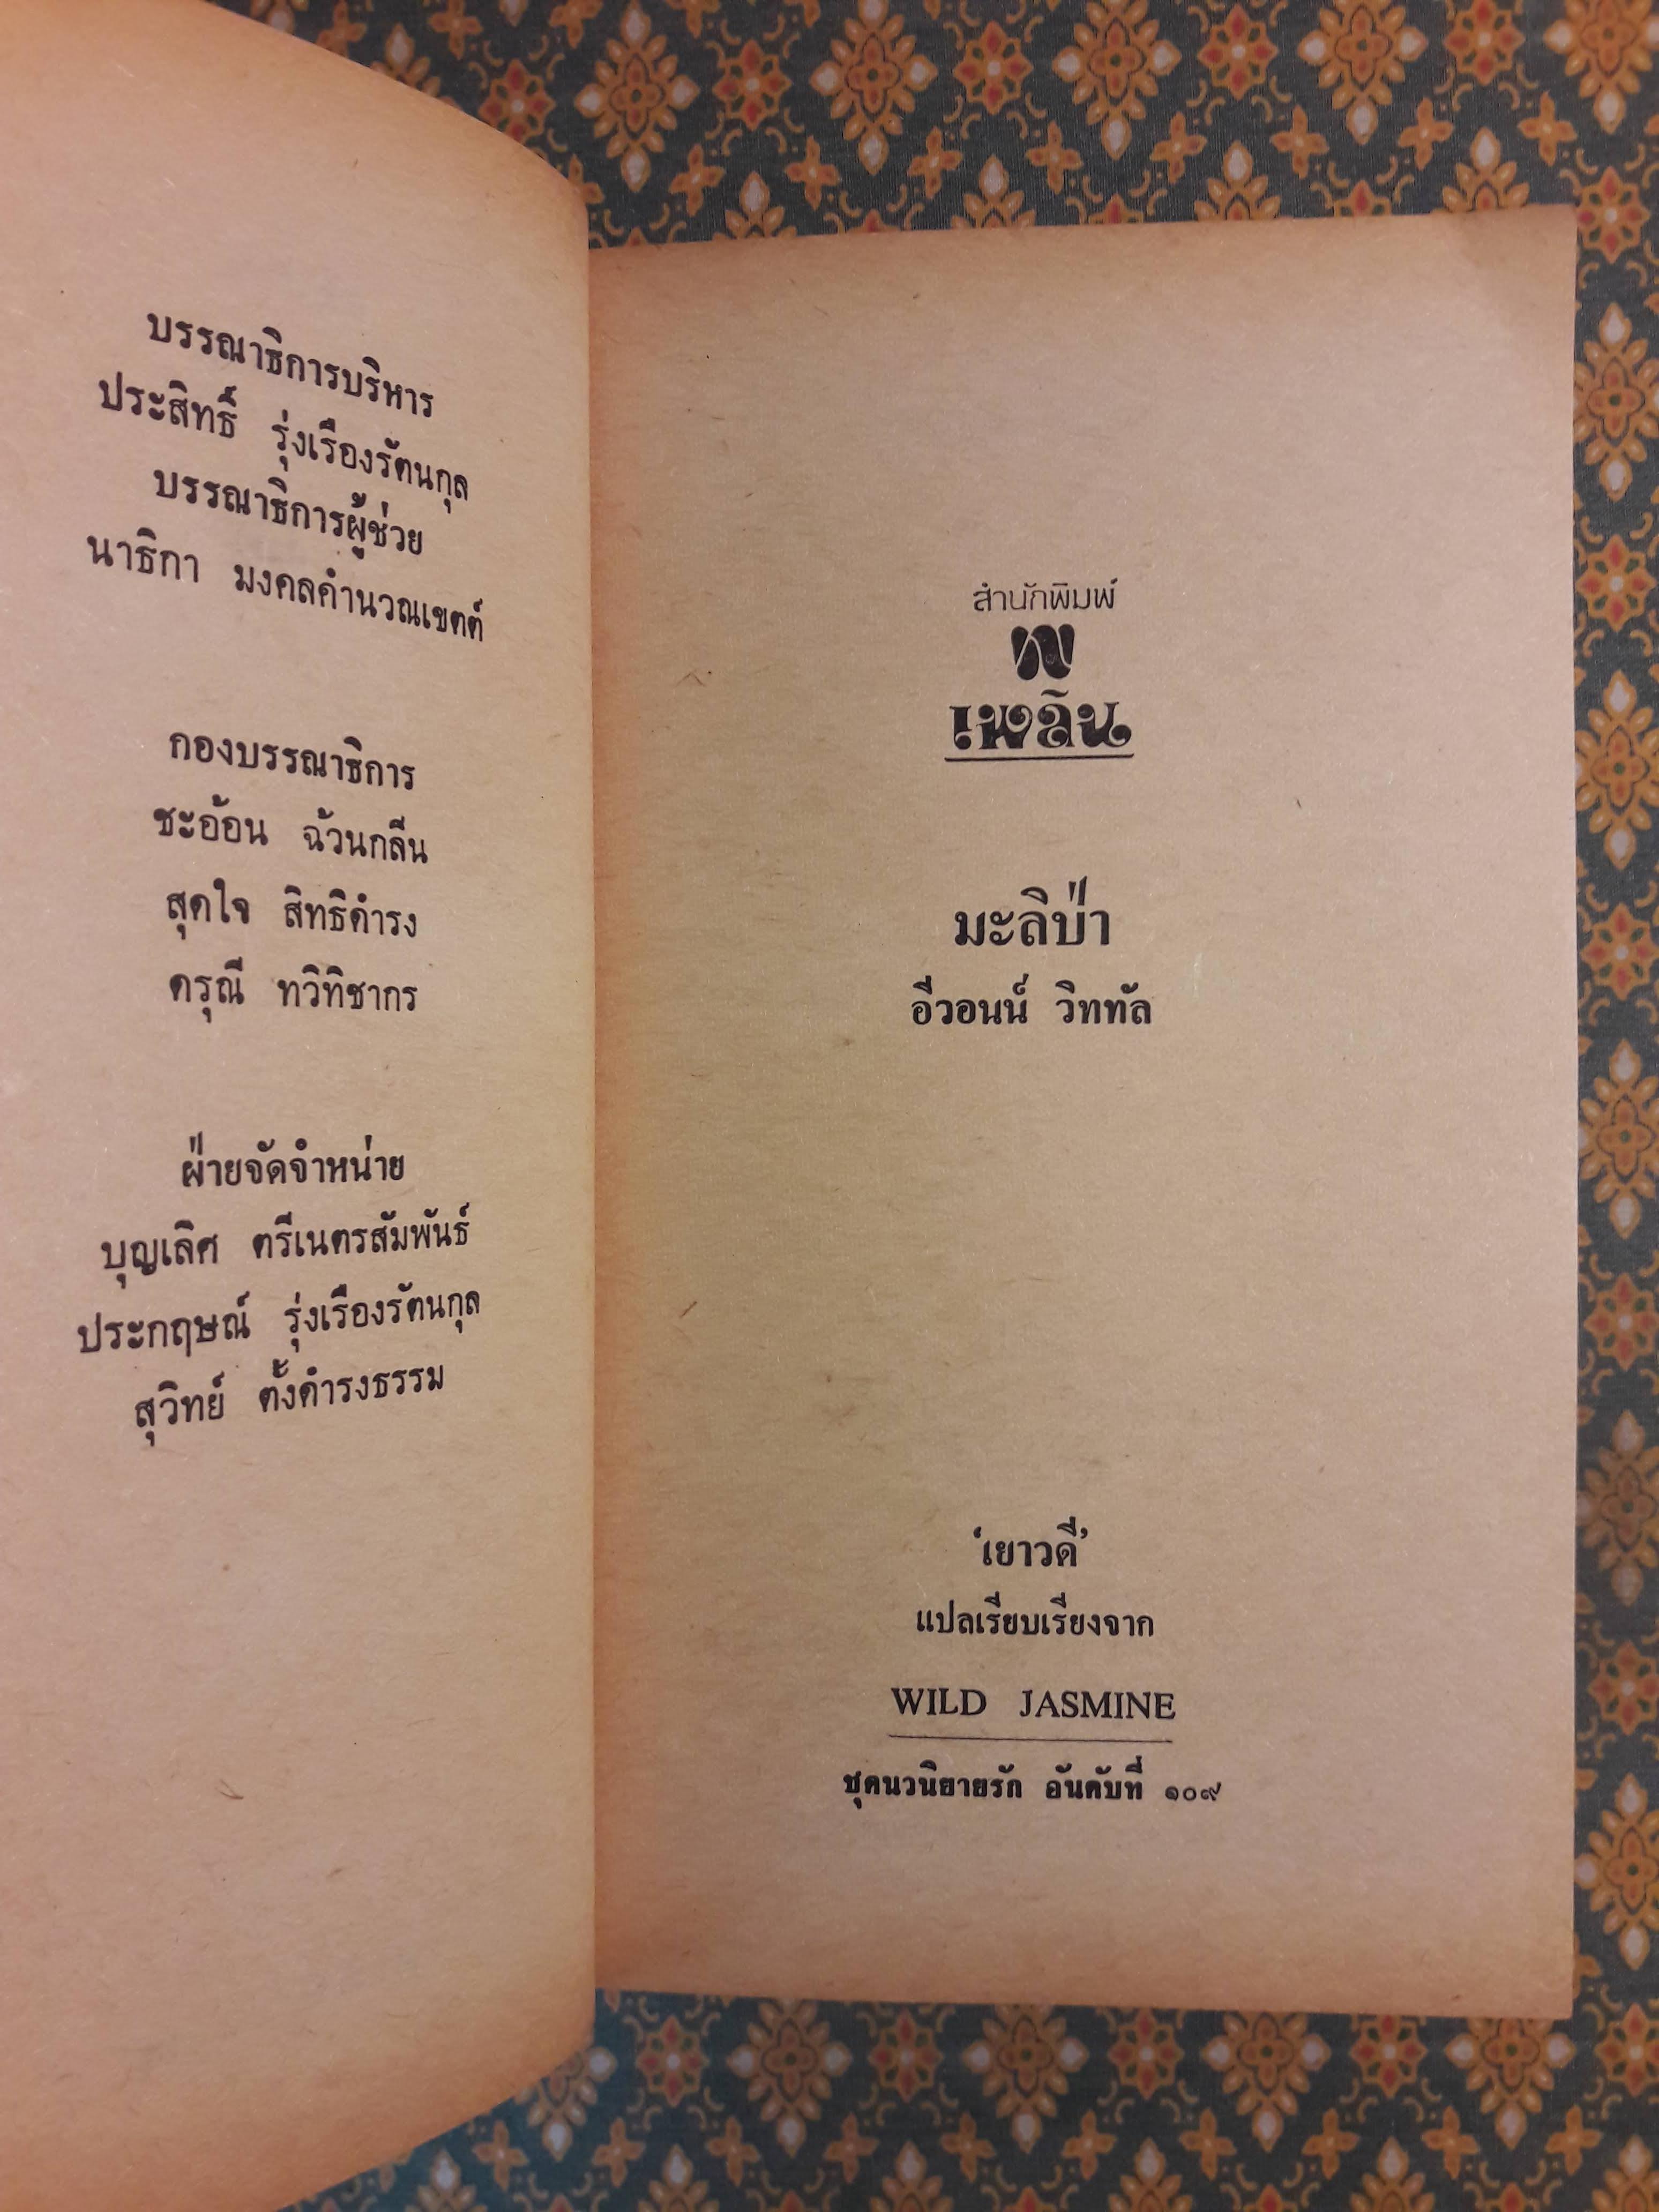 บรรณาธิการบริหาร
ประสิทธิ์ รุ่งเรืองรัตนกุล
บรรณาธิการผู้ช่วย
นาธิกา มงคลคำนวณเขตต์
กองบรรณาธิการ
ชะอ้อน ฉ้วนกลีน
สุดใจ สิทธิดำรง
ดรุณี ทวิทิชากร
ฝ่ายจัดจำหน่าย
บุญเลิศ ตรีเนตรสัมพันธ์
ประกฤษณ์ รุ่งเรืองรัตนกุล
สุวิทย์ ตั้งดำรงธรรม
สำนักพิมพ์
เพลิน
มะลิป่า
อีวอนน์ วิททัล
'เยาวดี'
แปลเรียบเรียงจาก
WILD JASMINE
ชุดนวนิยายรัก อันดับที่ ๑๐๙